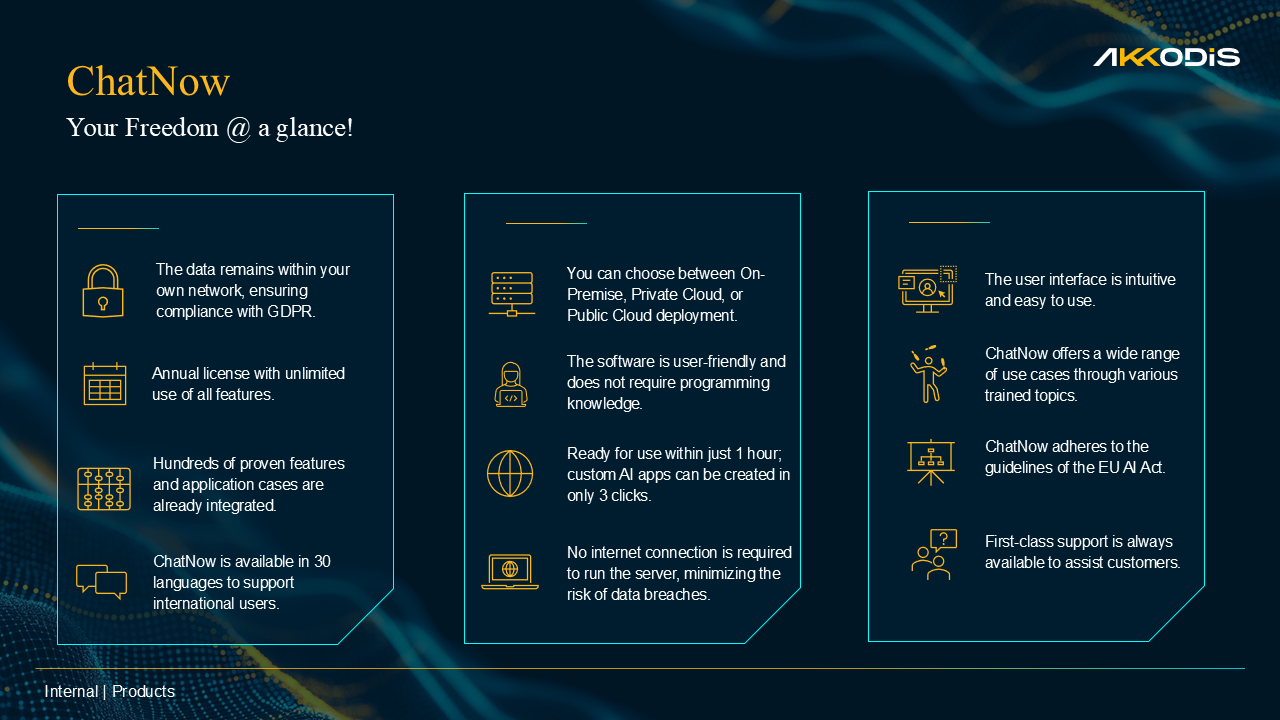 AKKODIS
ChatNow
Your Freedom @ a glance!
The data remains within your
own network, ensuring
compliance with GDPR.
Annual license with unlimited
use of all features.
Hundreds of proven features
and application cases are
already integrated.
ChatNow is available in 30
languages to support
international users.
You can choose between On-
Premise, Private Cloud, or
Public Cloud deployment.
The software is user-friendly and
does not require programming
knowledge.
Ready for use within just 1 hour;
custom AI apps can be created in
only 3 clicks.
No internet connection is required
to run the server, minimizing the
risk of data breaches.
The user interface is intuitive
and easy to use.
ChatNow offers a wide range
of use cases through various
trained topics.
ChatNow adheres to the
guidelines of the EU AI Act.
First-class support is always
available to assist customers.
Internal | Products